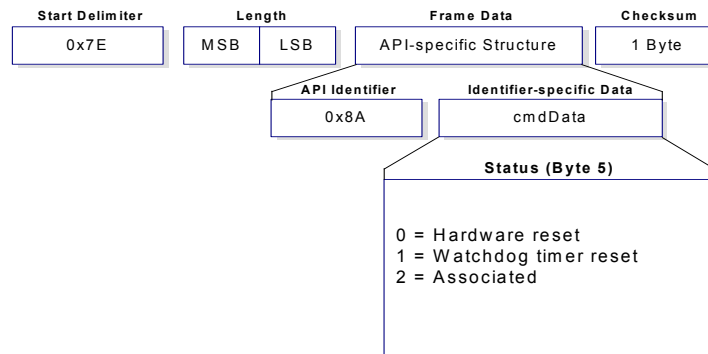 Start Delimiter
Length
Frame Data
Checksum
0x7E
MSB
LSB
API-specific Structure
1 Byte
API Identifier
Identifier-specific Data
0x8A
cmdData
Status (Byte 5)
0 = Hardware reset
1 = Watchdog timer reset
2 = Associated